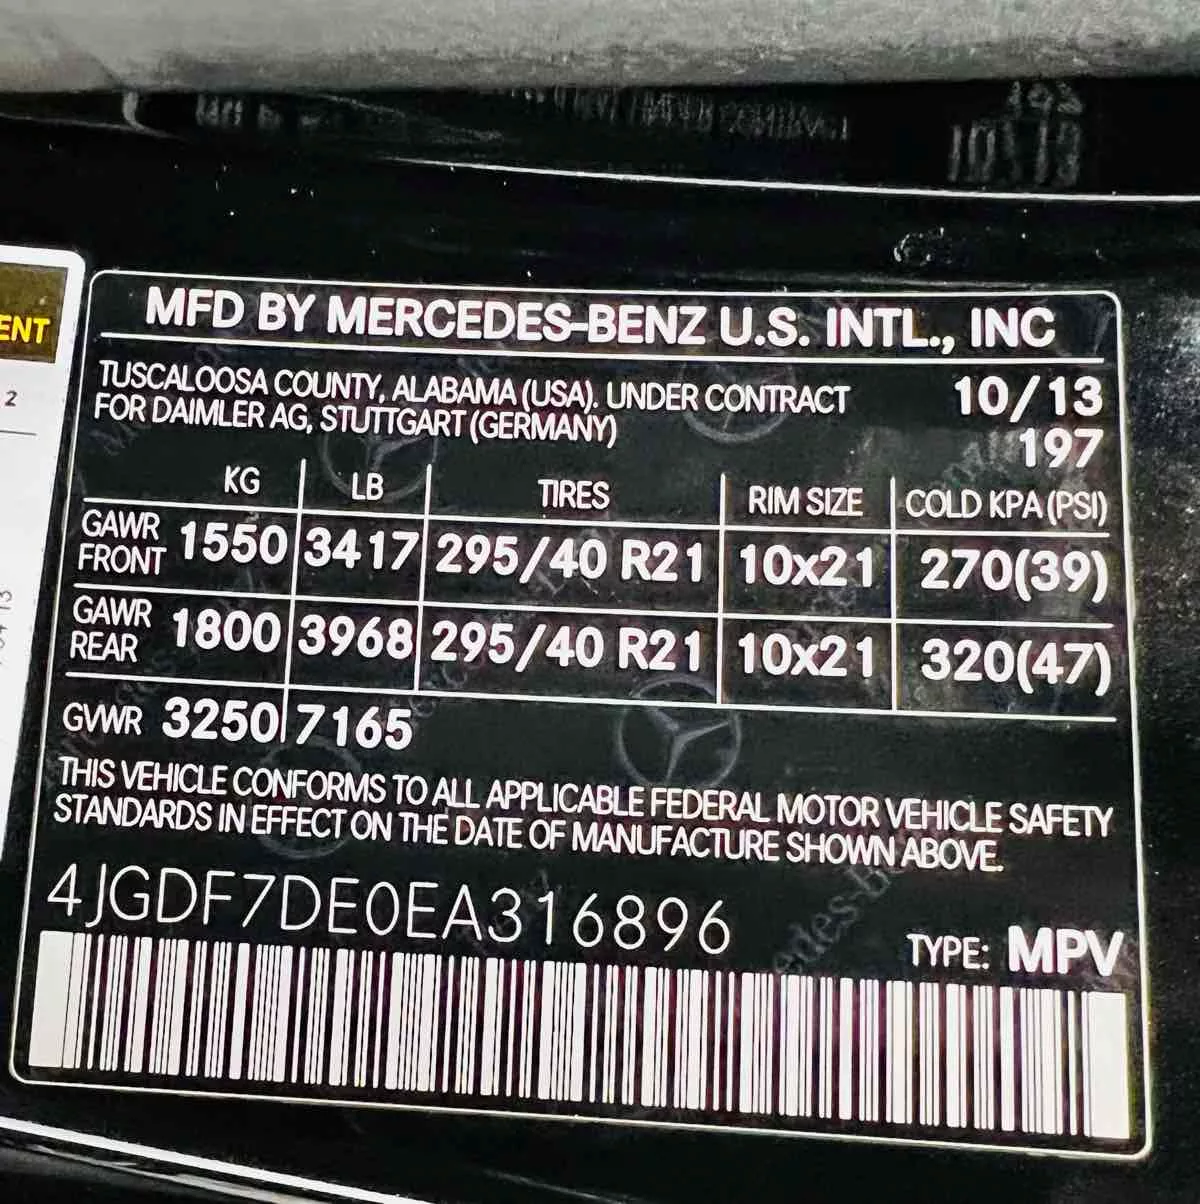 MFD BY MERCEDES-BENZ U.S. INTL., INC
TUSCALOOSA COUNTY, ALABAMA (USA). UNDER CONTRACT
FOR DAIMLER AG, STUTTGART (GERMANY)
10/13
197
KG LB TIRES RIM SIZE COLD KPA (PSI)
GAWR FRONT 1550 3417 295/40 R21 10x21 270(39)
GAWR REAR 1800 3968 295/40 R21 10x21 320(47)
GVWR 3250 7165
THIS VEHICLE CONFORMS TO ALL APPLICABLE FEDERAL MOTOR VEHICLE SAFETY
STANDARDS IN EFFECT ON THE DATE OF MANUFACTURE SHOWN ABOVE.
4JGDF7DE0EA316896
TYPE: MPV
ENT
2